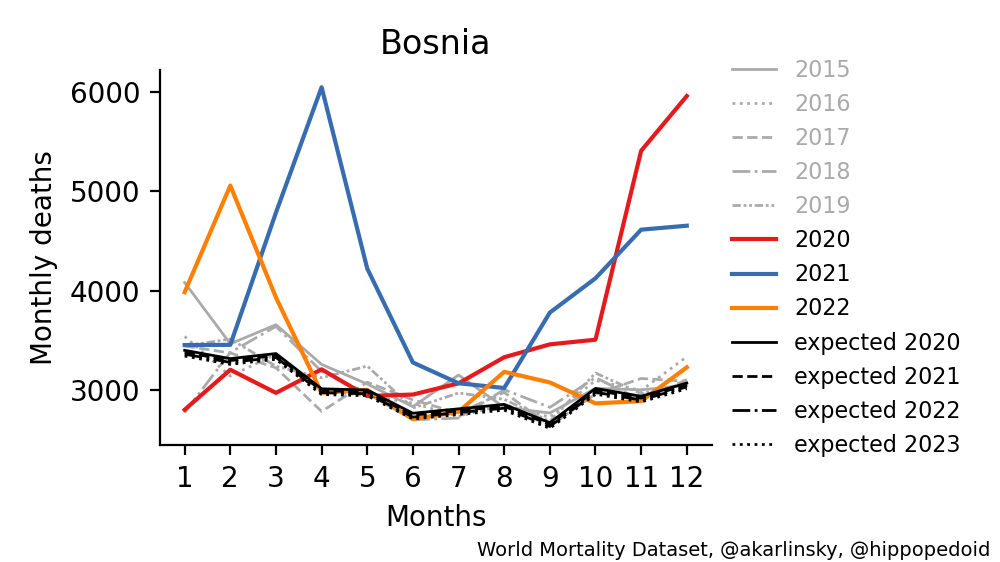 Bosnia
Monthly deaths
6000
5000
4000
3000
1 2 3 4 5 6 7 8 9 10 11 12
Months
2015
2016
2017
2018
2019
2020
2021
2022
expected 2020
expected 2021
expected 2022
expected 2023
World Mortality Dataset, @akarlinsky, @hippopedoid